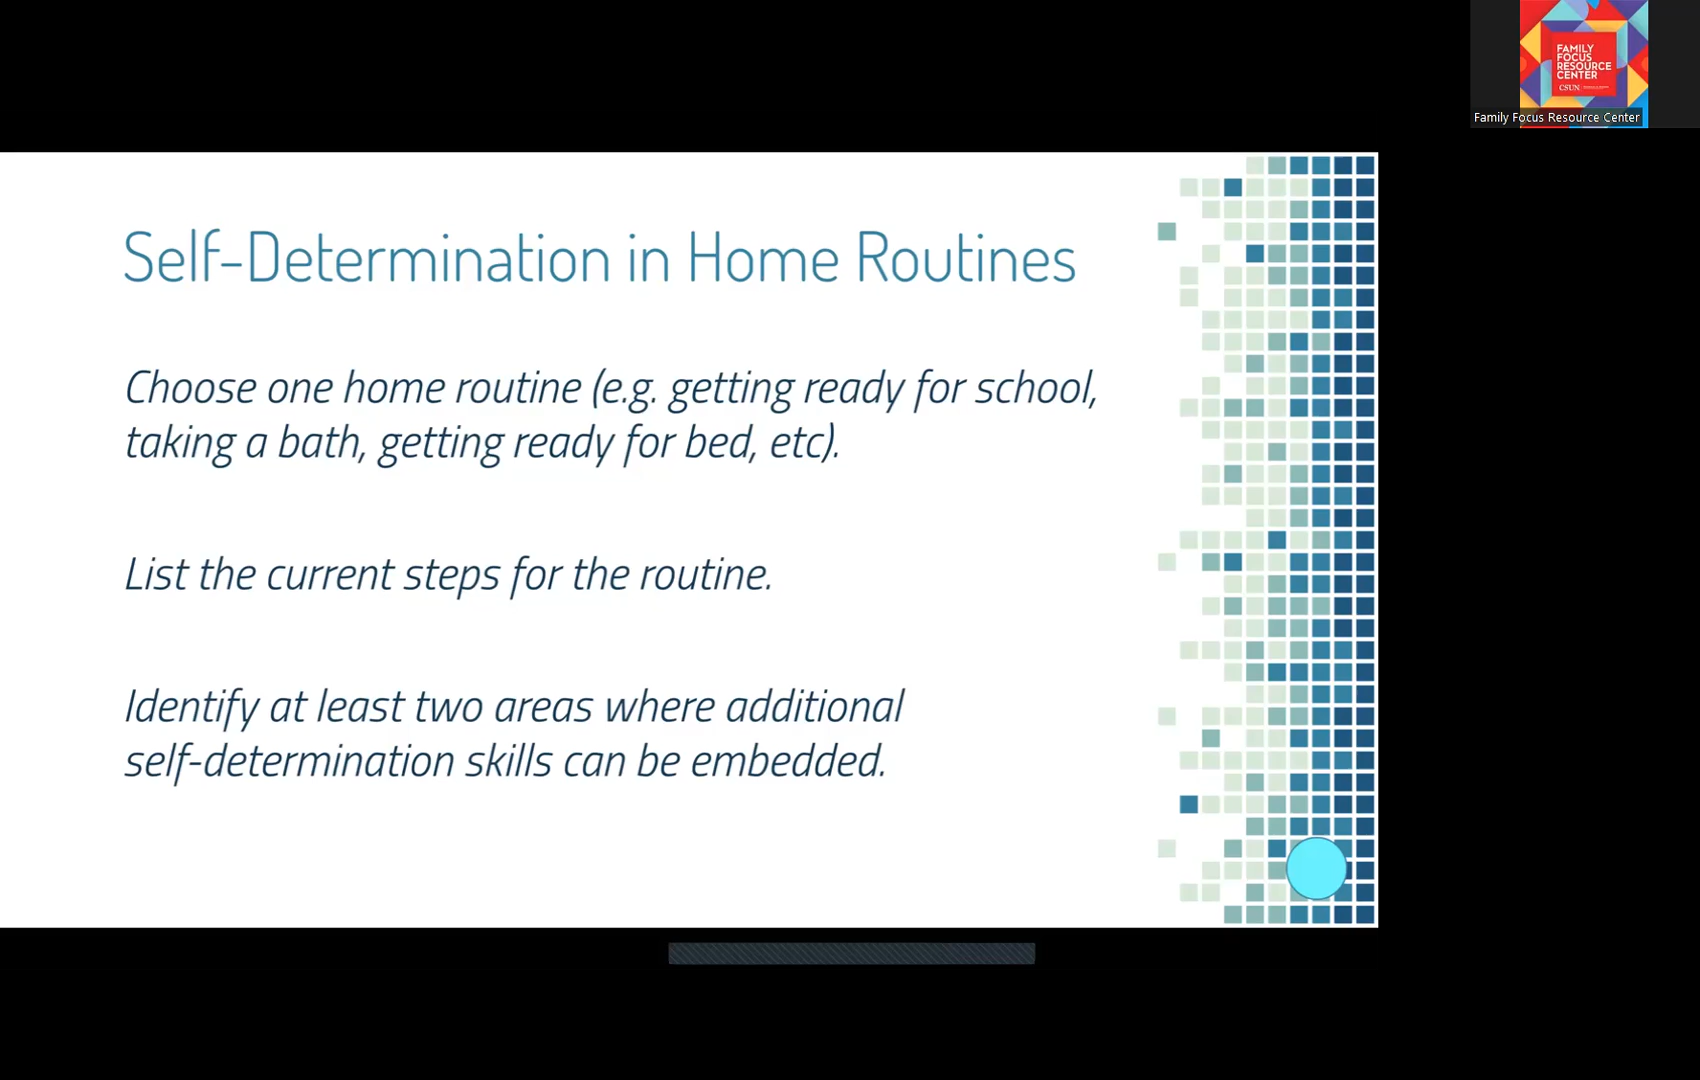 FAMILY
FOCUS
RESOURCE
CENTER
CSUN
Family Focus Resource Center
Self-Determination in Home Routines
Choose one home routine (e.g. getting ready for school,
taking a bath, getting ready for bed, etc).
List the current steps for the routine.
Identify at least two areas where additional
self-determination skills can be embedded.